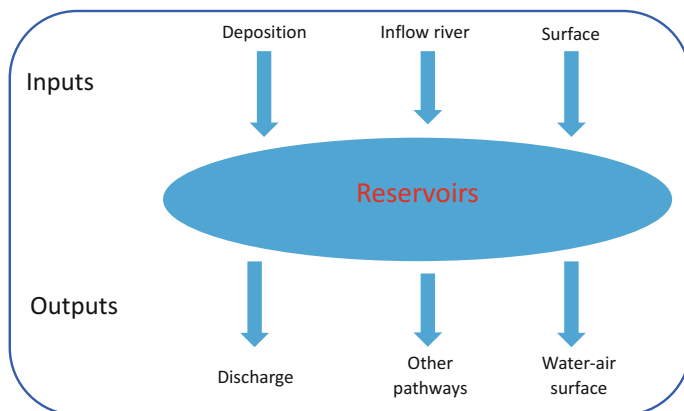 Deposition
Inflow river
Surface
Inputs
Reservoirs
Outputs
Discharge
Other
pathways
Water-air
surface